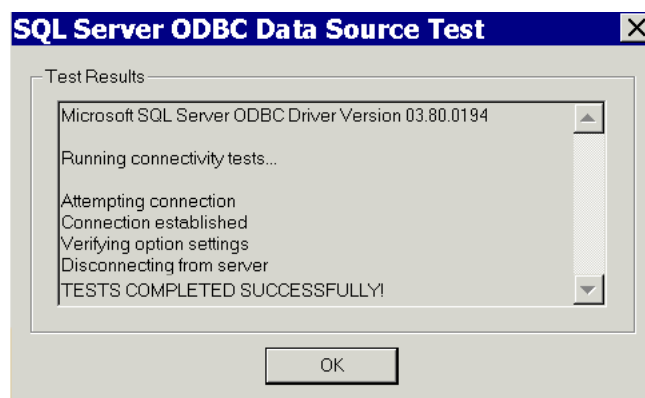 SQL Server ODBC Data Source Test
Test Results
Microsoft SQL Server ODBC Driver Version 03.80.0194
Running connectivity tests...
Attempting connection
Connection established
Verifying option settings
Disconnecting from server
TESTS COMPLETED SUCCESSFULLY!
OK